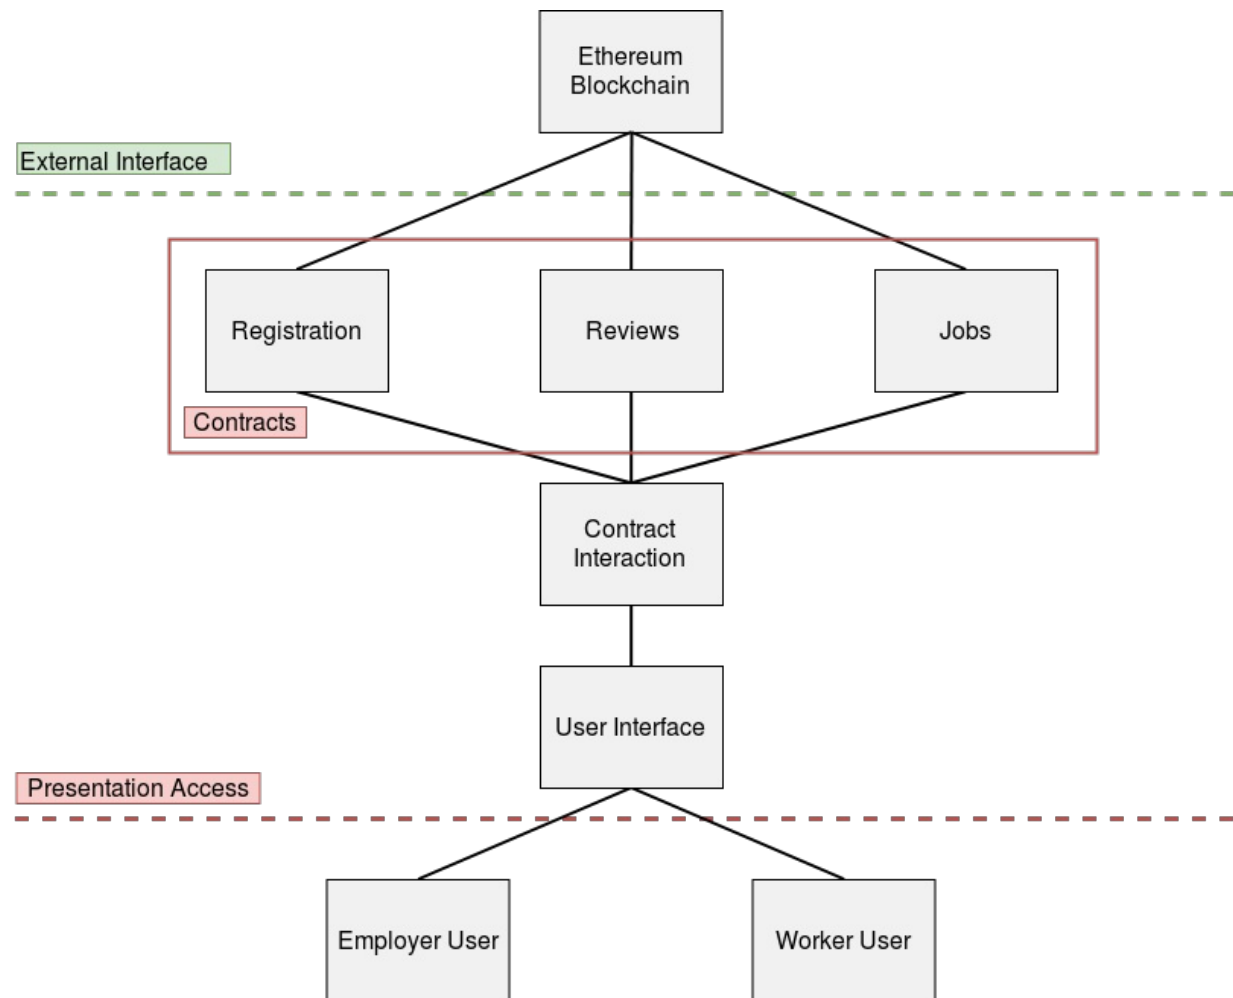 Ethereum
Blockchain
External Interface
Registration
Reviews
Jobs
Contracts
Contract
Interaction
User Interface
Presentation Access
Employer User
Worker User